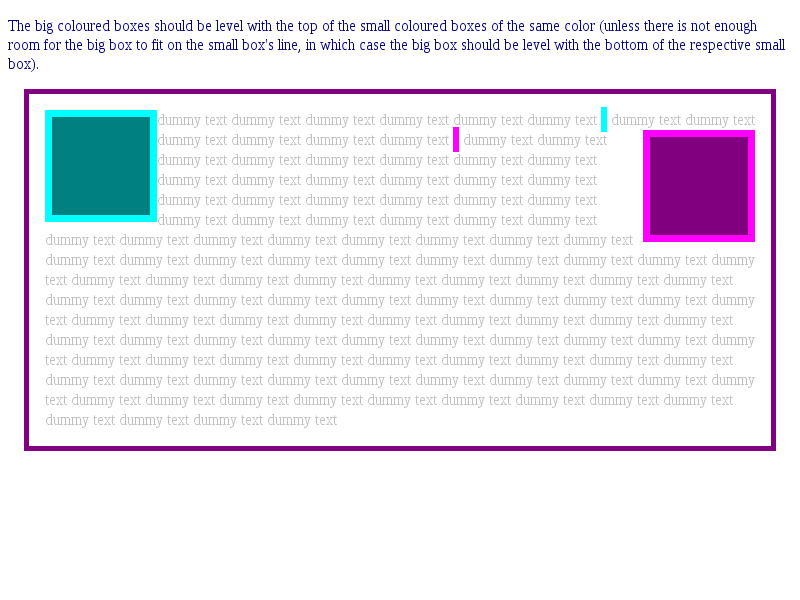 The big coloured boxes should be level with the top of the small coloured boxes of the same color (unless there is not enough
room for the big box to fit on the small box's line, in which case the big box should be level with the bottom of the respective small
box).
dummy text dummy text dummy text dummy text dummy text dummy text dummy text dummy text
dummy text dummy text dummy text dummy text dummy text dummy text
dummy text dummy text dummy text dummy text dummy text dummy text
dummy text dummy text dummy text dummy text dummy text dummy text
dummy text dummy text dummy text dummy text dummy text dummy text
dummy text dummy text dummy text dummy text dummy text dummy text
dummy text dummy text dummy text dummy text dummy text dummy text dummy text dummy text
dummy text dummy text dummy text dummy text dummy text dummy text dummy text dummy text dummy text dummy
text dummy text dummy text dummy text dummy text dummy text dummy text dummy text dummy text dummy text
dummy text dummy text dummy text dummy text dummy text dummy text dummy text dummy text dummy text dummy
text dummy text dummy text dummy text dummy text dummy text dummy text dummy text dummy text dummy text
dummy text dummy text dummy text dummy text dummy text dummy text dummy text dummy text dummy text dummy
text dummy text dummy text dummy text dummy text dummy text dummy text dummy text dummy text dummy text
dummy text dummy text dummy text dummy text dummy text dummy text dummy text dummy text dummy text dummy
text dummy text dummy text dummy text dummy text dummy text dummy text dummy text dummy text dummy text
dummy text dummy text dummy text dummy text